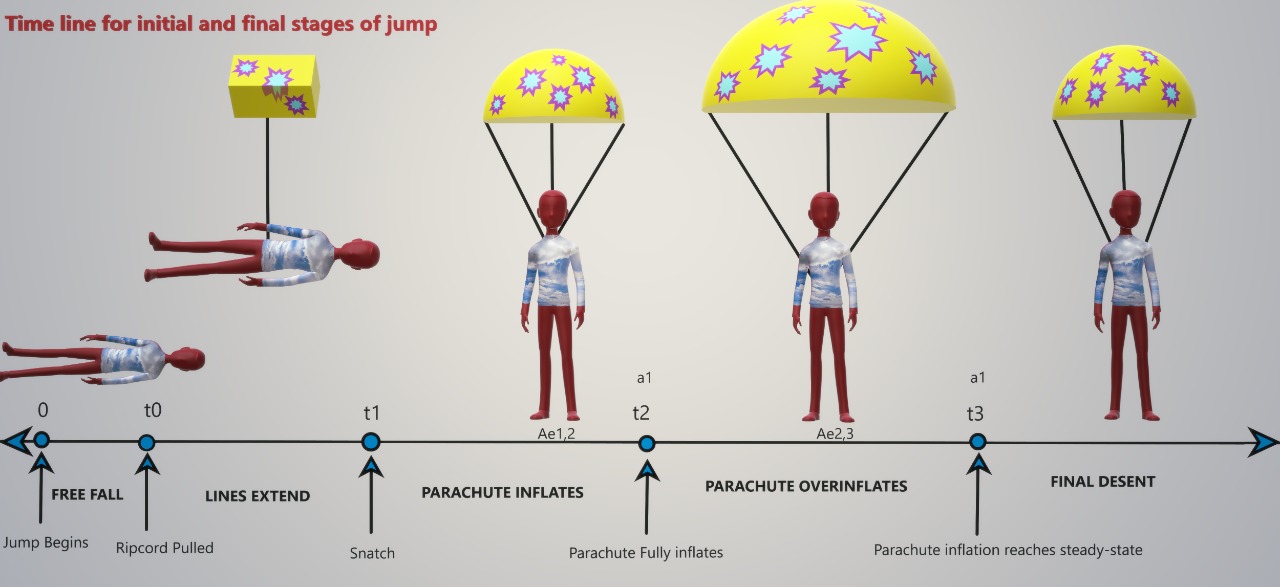 Time line for initial and final stages of jump
a1
a1
0
t0
t1
t2
t3
Ae1,2
Ae2,3
FREE FALL
LINES EXTEND
PARACHUTE INFLATES
PARACHUTE OVERINFLATES
FINAL DESENT
Jump Begins
Ripcord Pulled
Snatch
Parachute Fully inflates
Parachute inflation reaches steady-state